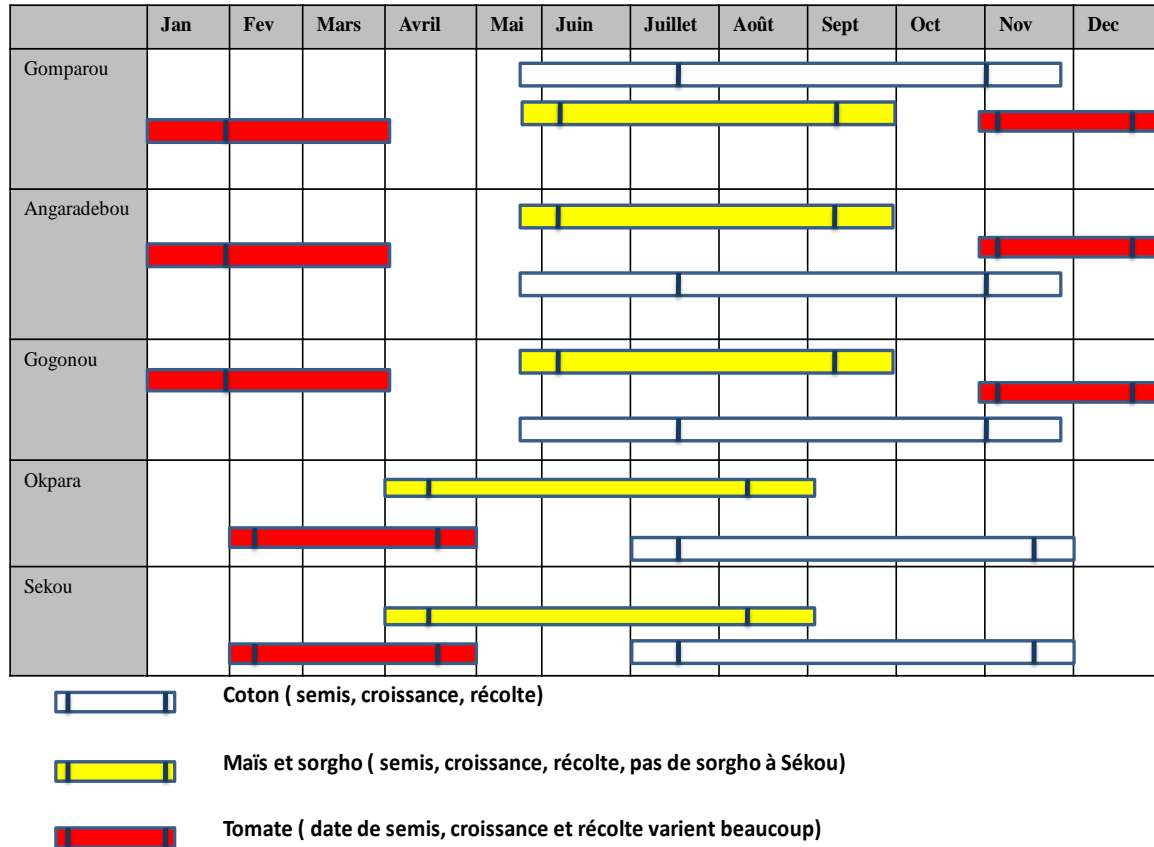 Jan Fev Mars Avril Mai Juin Juillet Août Sept Oct Nov Dec
Gomparou
Angaradebou
Gogonou
Okpara
Sekou
Coton ( semis, croissance, récolte)
Maïs et sorgho ( semis, croissance, récolte, pas de sorgho à Sékou)
Tomate ( date de semis, croissance et récolte varient beaucoup)